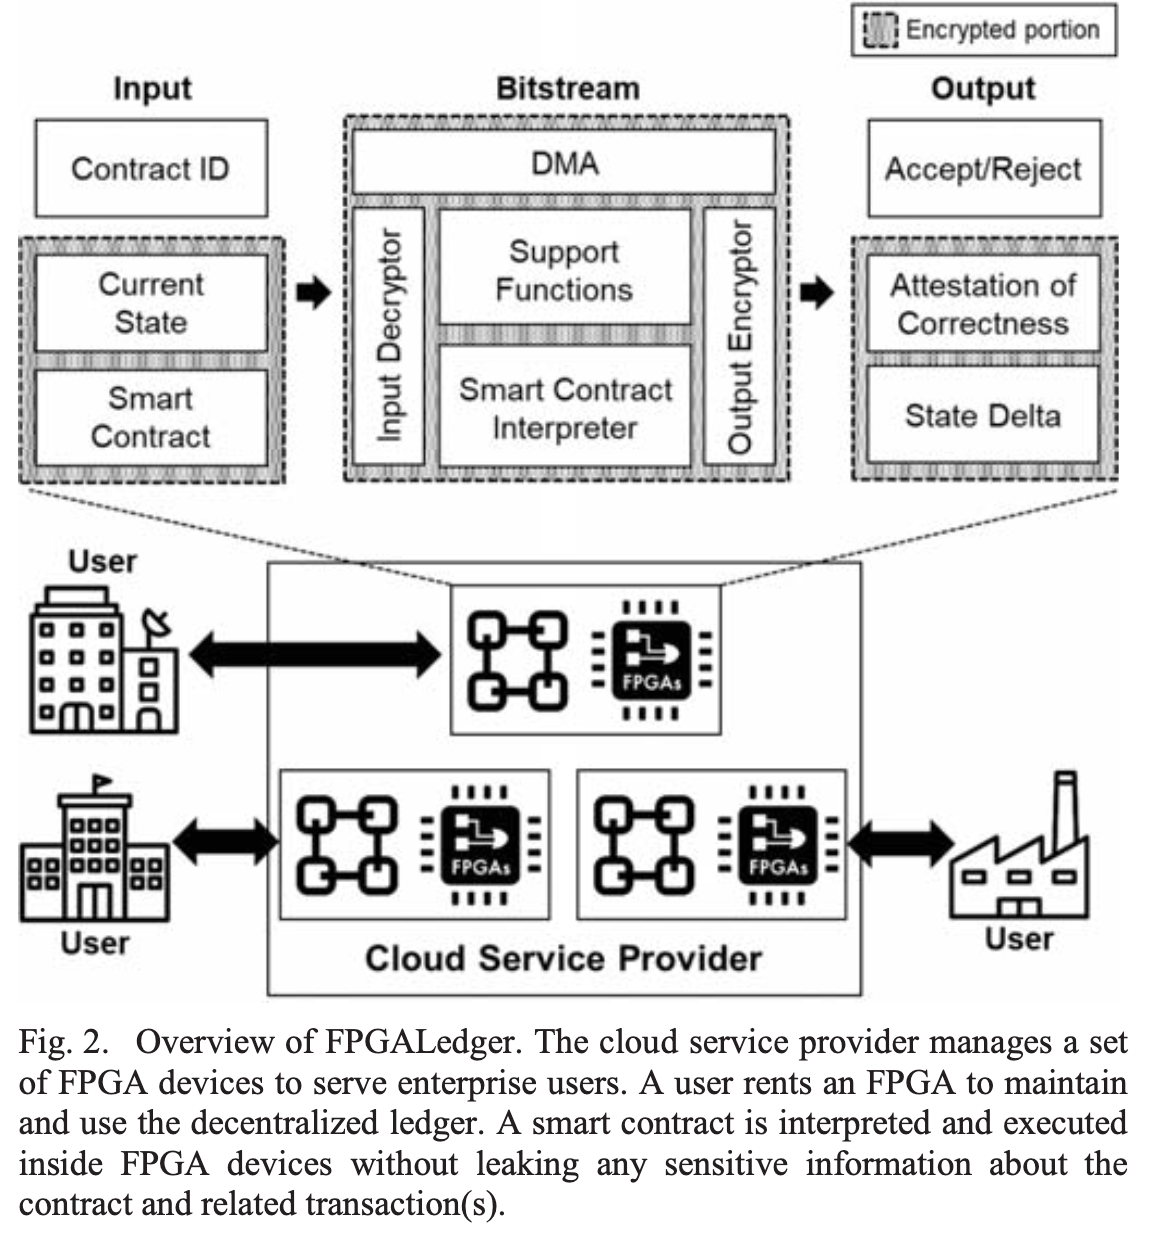 Encrypted portion
Input
Bitstream
Output
Contract ID
DMA
Accept/Reject
Current
State
Smart
Contract
Input Decryptor
Support
Functions
Smart Contract
Interpreter
Output Encryptor
Attestation of
Correctness
State Delta
User
FPGAs
FPGAs
FPGAs
User
User
Cloud Service Provider
Fig. 2. Overview of FPGALedger. The cloud service provider manages a set
of FPGA devices to serve enterprise users. A user rents an FPGA to maintain
and use the decentralized ledger. A smart contract is interpreted and executed
inside FPGA devices without leaking any sensitive information about the
contract and related transaction(s).